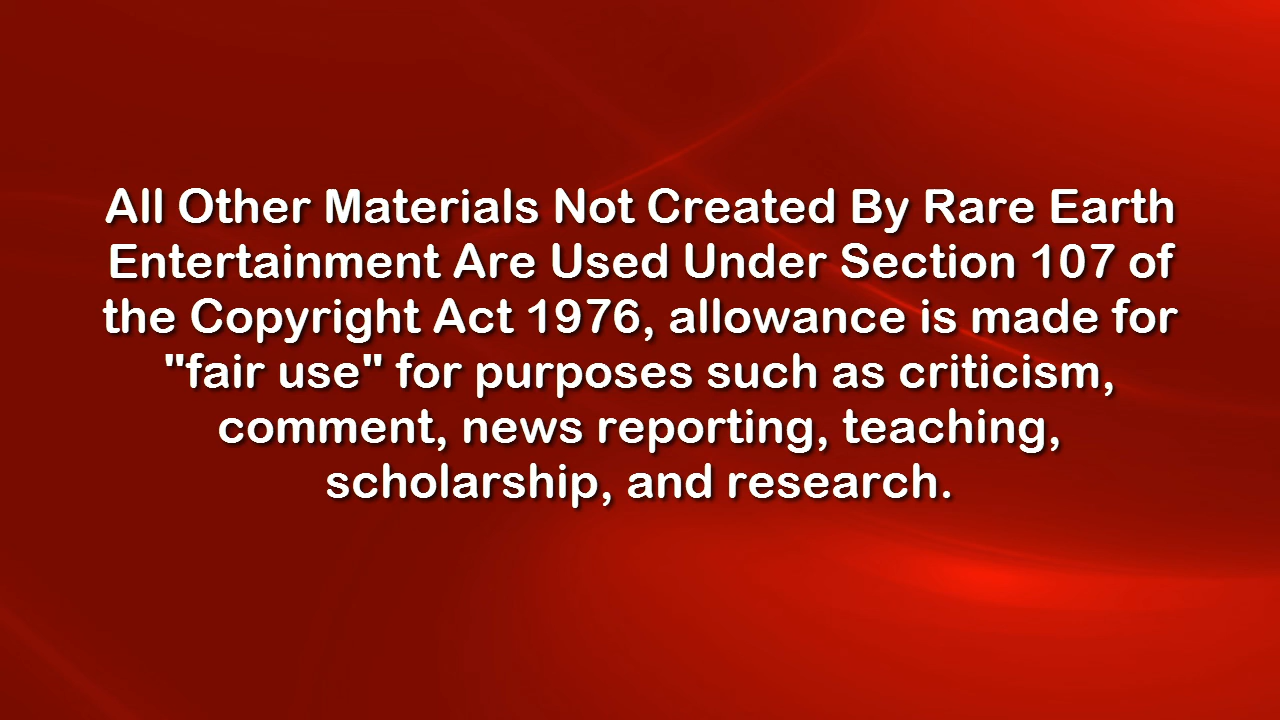 All Other Materials Not Created By Rare Earth
Entertainment Are Used Under Section 107 of
the Copyright Act 1976, allowance is made for
"fair use" for purposes such as criticism,
comment, news reporting, teaching,
scholarship, and research.